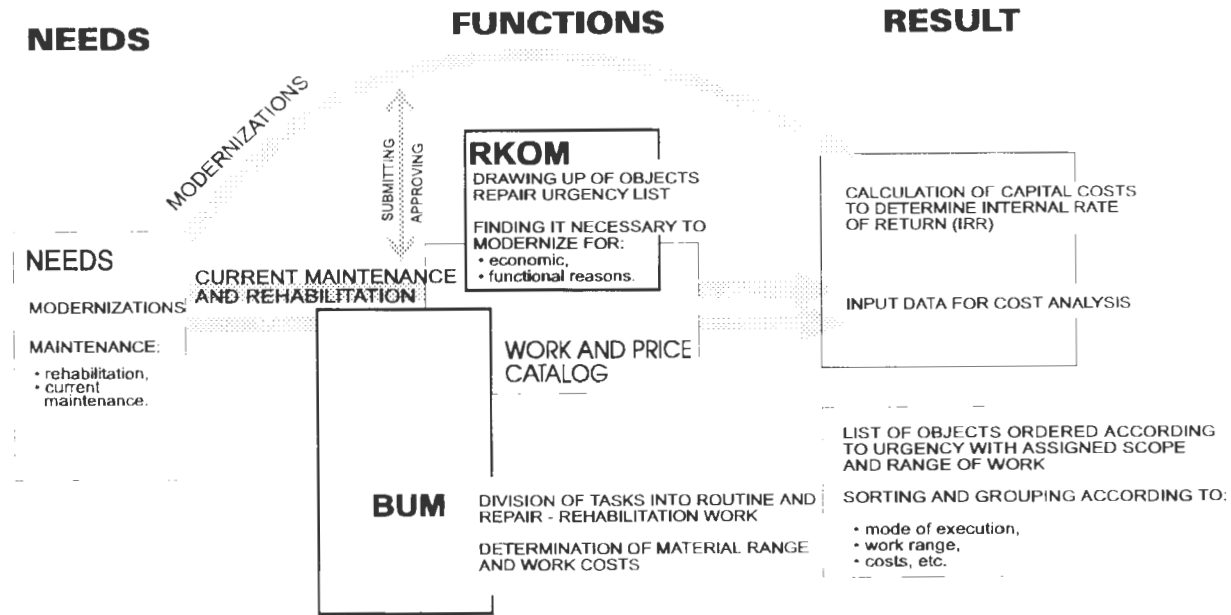 NEEDS
FUNCTIONS
RESULT
MODERNIZATIONS
SUBMITTING
APPROVING
RKOM
DRAWING UP OF OBJECTS
REPAIR URGENCY LIST
FINDING IT NECESSARY TO
MODERNIZE FOR:
• economic,
• functional reasons.
NEEDS
MODERNIZATIONS
MAINTENANCE:
• rehabilitation,
• current
maintenance.
CURRENT MAINTENANCE
AND REHABILITATION
WORK AND PRICE
CATALOG
BUM
DIVISION OF TASKS INTO ROUTINE AND
REPAIR - REHABILITATION WORK
DETERMINATION OF MATERIAL RANGE
AND WORK COSTS
CALCULATION OF CAPITAL COSTS
TO DETERMINE INTERNAL RATE
OF RETURN (IRR)
INPUT DATA FOR COST ANALYSIS
LIST OF OBJECTS ORDERED ACCORDING
TO URGENCY WITH ASSIGNED SCOPE
AND RANGE OF WORK
SORTING AND GROUPING ACCORDING TO:
• mode of execution,
• work range,
• costs, etc.